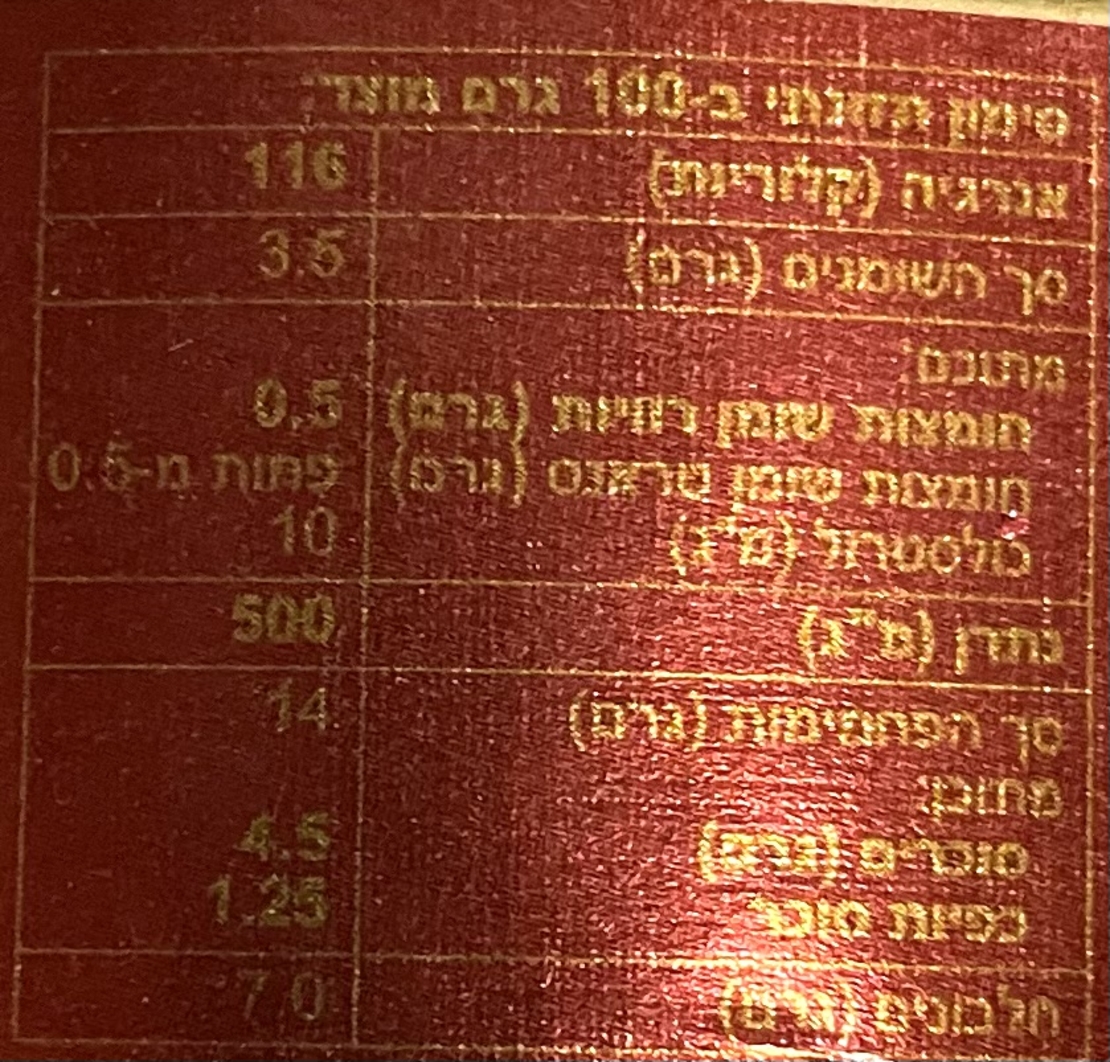 סימון תזונתי ב-100 גרם מוצר:
אנרגיה (קלוריות) 116
סך השומנים (גרם) 3.5
מתוכם:
חומצות שומן רוויות (גרם) 0.5
חומצות שומן טראנס (גרם) פחות מ-0.5
כולסטרול (מ"ג) 10
נתרן (מ"ג) 500
סך הפחמימות (גרם) 14
מתוכן:
סוכרים (גרם) 4.5
כפיות סוכר 1.25
חלבונים (גרם) 7.0